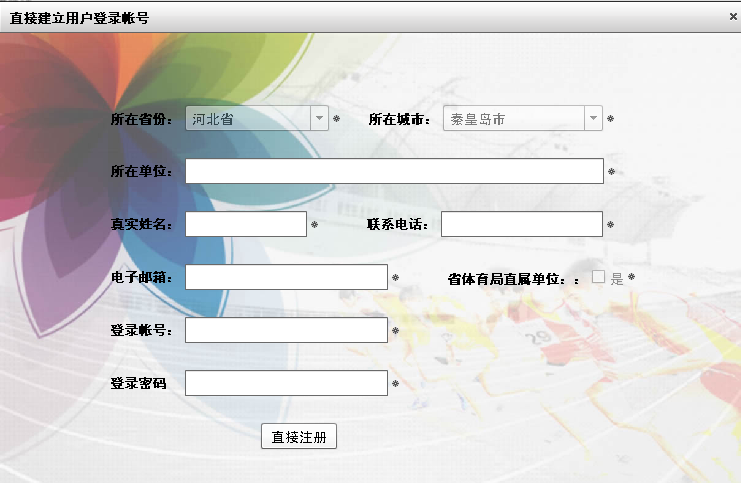 直接建立用户登录帐号
所在省份： 河北省 * 所在城市： 秦皇岛市 *
所在单位： *
真实姓名： * 联系电话： *
电子邮箱： * 省体育局直属单位：： 是 *
登录帐号： *
登录密码 *
直接注册